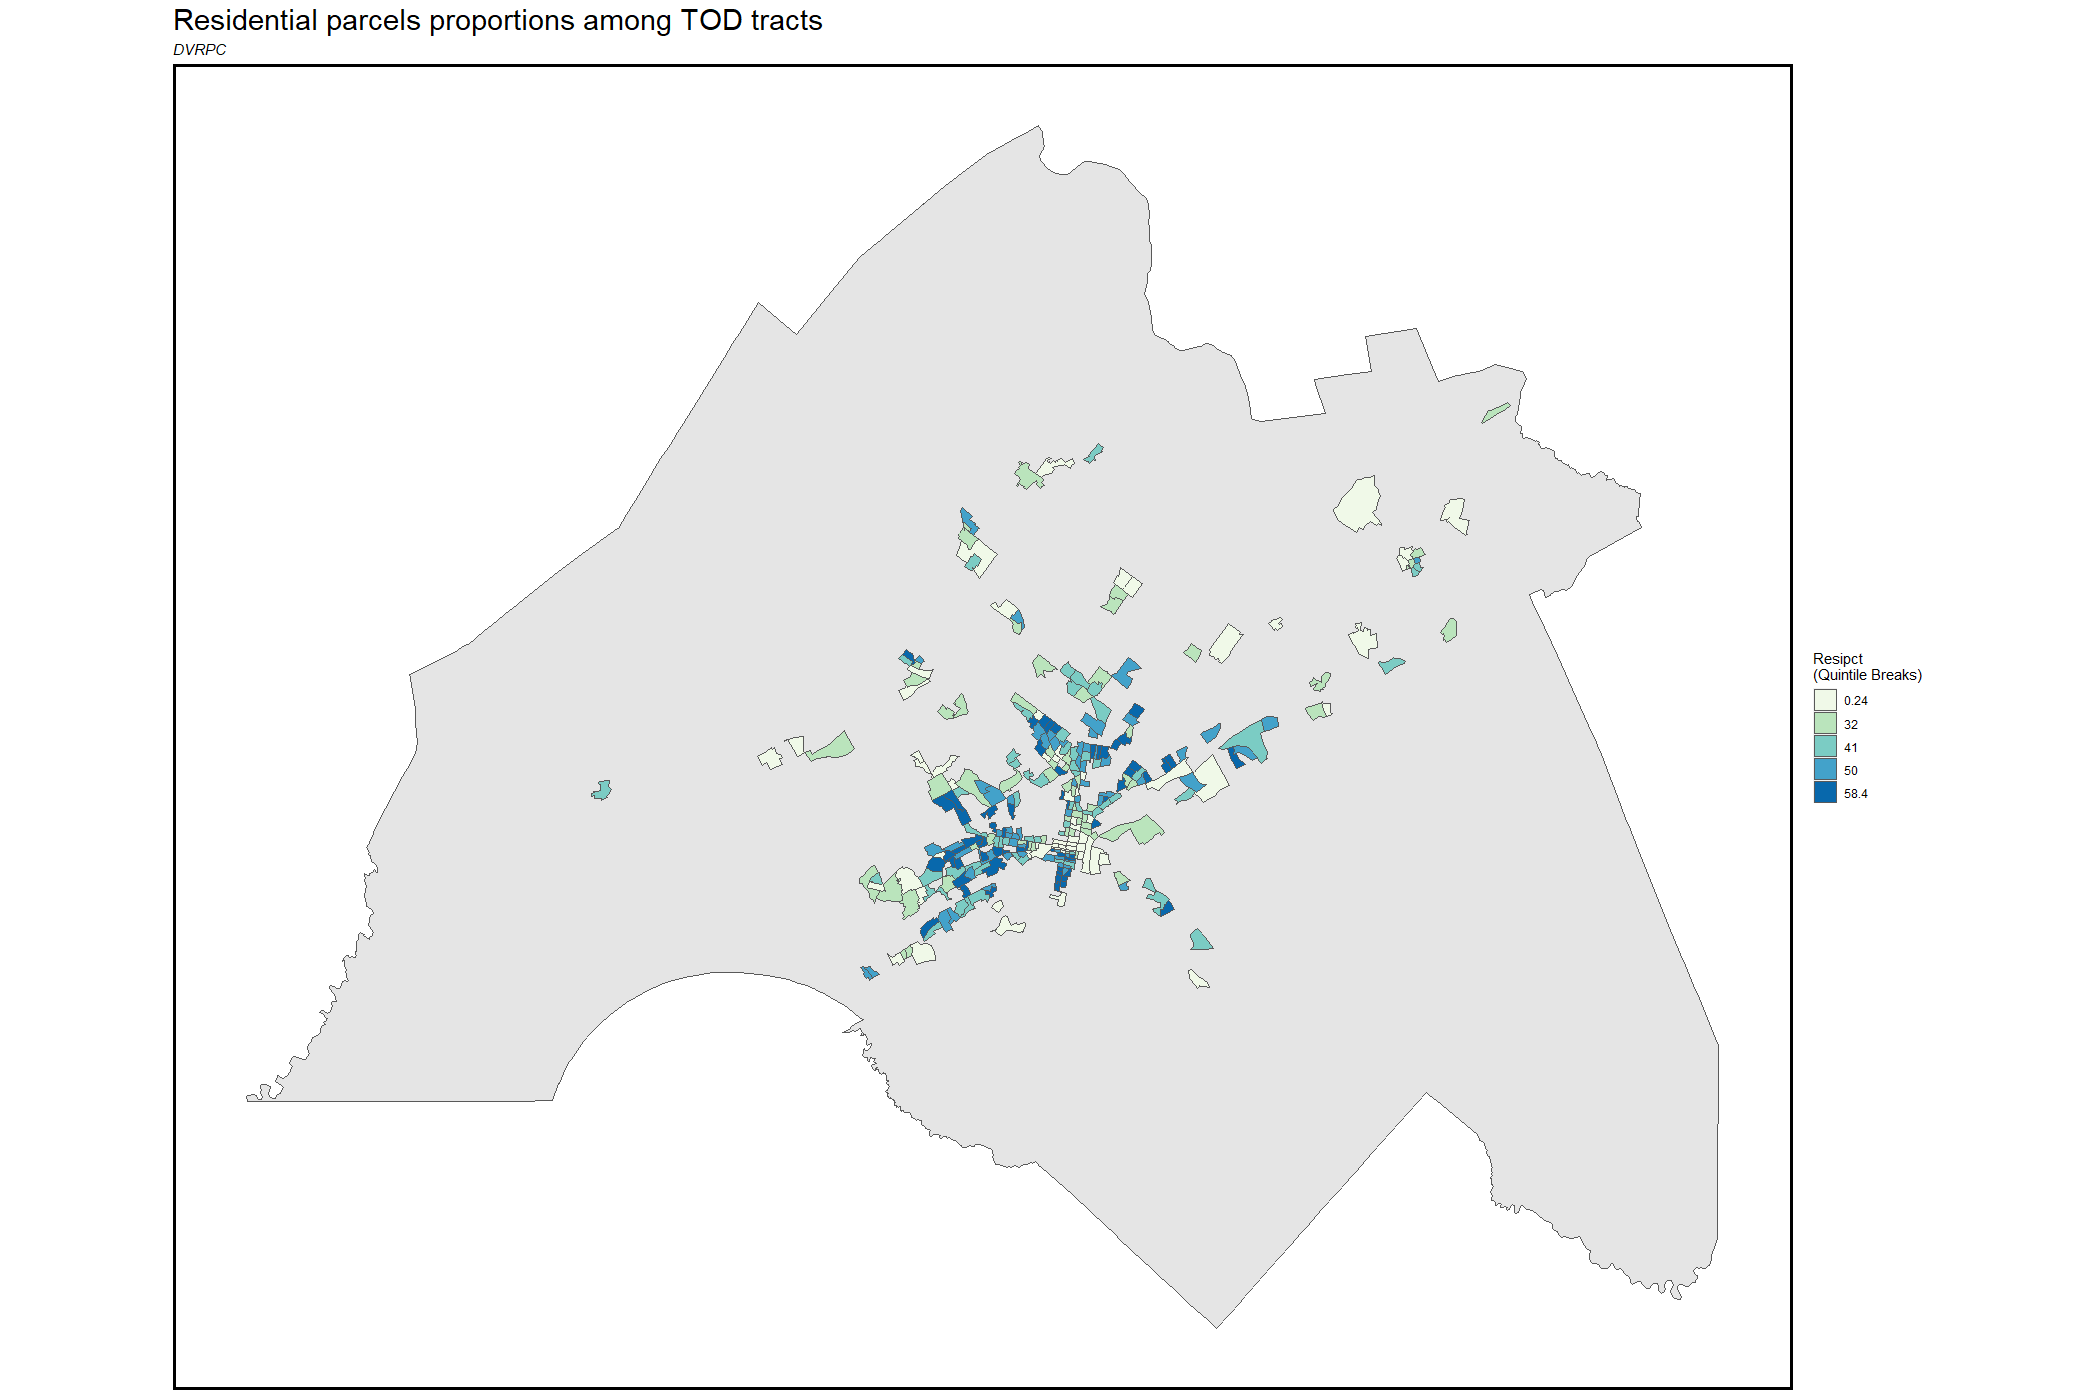 Residential parcels proportions among TOD tracts
DVRPC
Resipct
(Quintile Breaks)
0.24
32
41
50
58.4